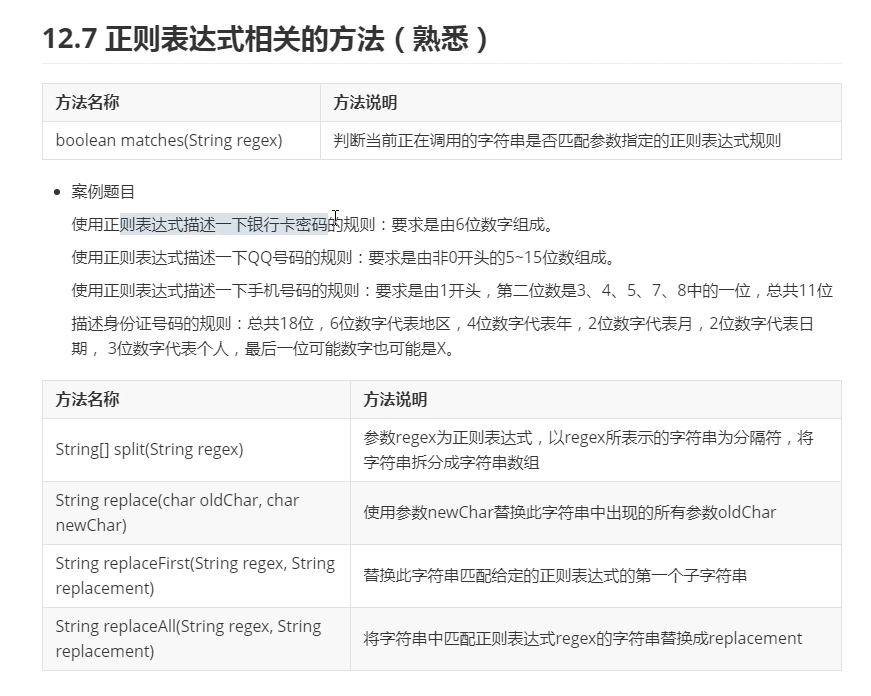 12.7 正则表达式相关的方法（熟悉）
方法名称 方法说明
boolean matches(String regex) 判断当前正在调用的字符串是否匹配参数指定的正则表达式规则
案例题目
使用正则表达式描述一下银行卡密码的规则：要求是由6位数字组成。
使用正则表达式描述一下QQ号码的规则：要求是由非0开头的5~15位数组成。
使用正则表达式描述一下手机号码的规则：要求是由1开头，第二位数是3、4、5、7、8中的一位，总共11位
描述身份证号码的规则：总共18位，6位数字代表地区，4位数字代表年，2位数字代表月，2位数字代表日
期， 3位数字代表个人，最后一位可能数字也可能是X。
方法名称 方法说明
String[] split(String regex) 参数regex为正则表达式，以regex所表示的字符串为分隔符，将
字符串拆分成字符串数组
String replace(char oldChar, char
newChar) 使用参数newChar替换此字符串中出现的所有参数oldChar
String replaceFirst(String regex, String
replacement) 替换此字符串匹配给定的正则表达式的第一个子字符串
String replaceAll(String regex, String
replacement) 将字符串中匹配正则表达式regex的字符串替换成replacement